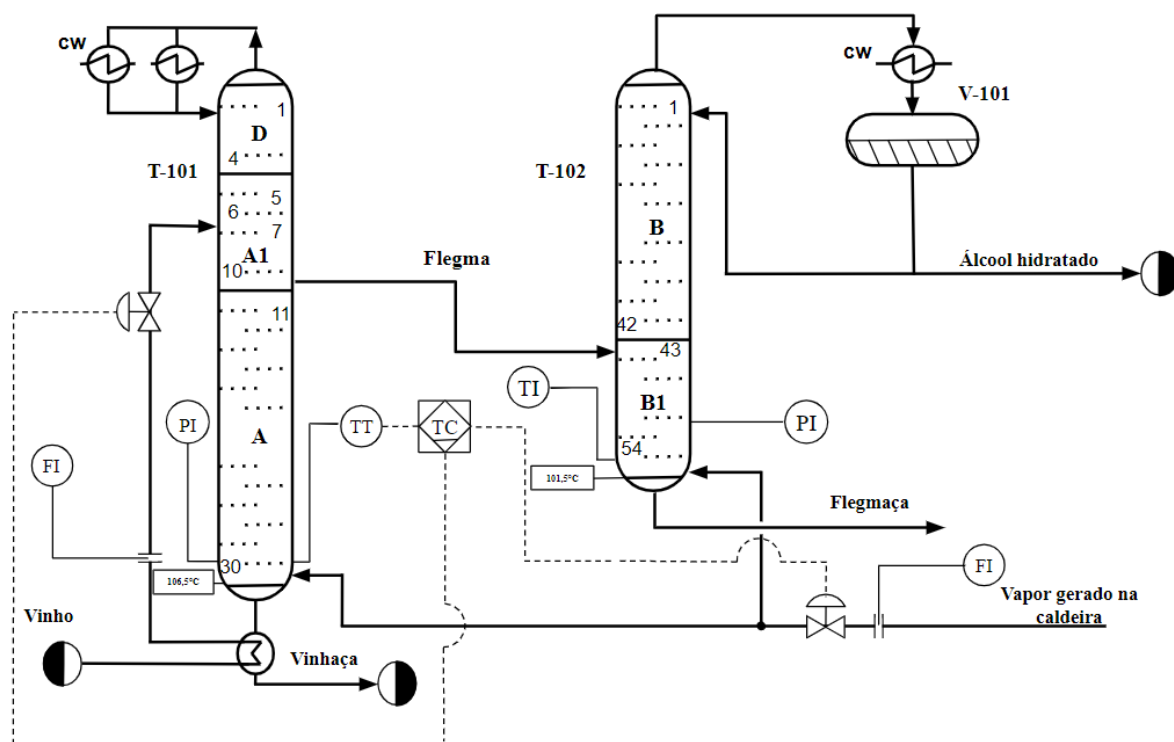 cw
cw
V-101
1
D
4
T-101
5
6
7
A1
10
11
Flegma
1
T-102
B
42
43
Álcool hidratado
TI
B1
54
PI
101,5°C
PI
A
TT
TC
FI
30
106,5°C
Flegmaça
FI
Vapor gerado na
caldeira
Vinho
Vinhaça